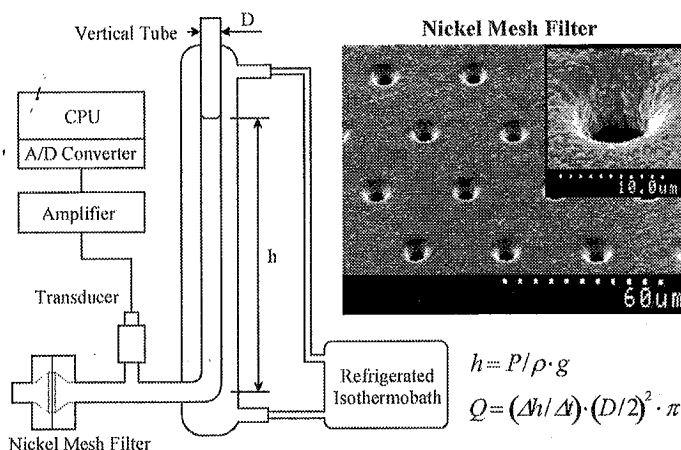 Vertical Tube
D
Nickel Mesh Filter
CPU
A/D Converter
Amplifier
10.0um
h
Transducer
60um
Refrigerated
Isothermobath
h = P/ρ·g
Q = (Δh/Δt)·(D/2)²·π
Nickel Mesh Filter